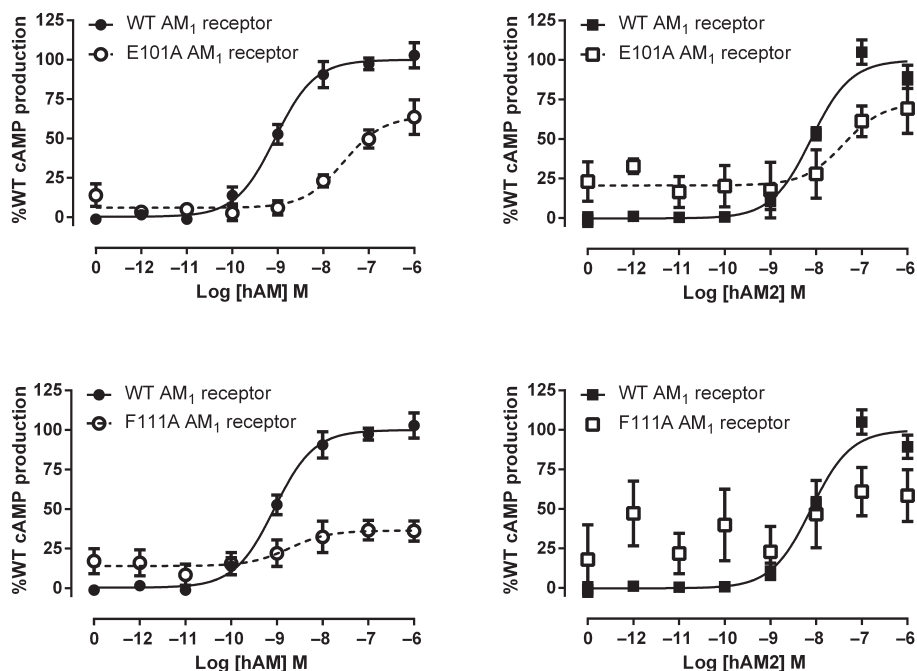 WT AM₁ receptor
E101A AM₁ receptor
%WT cAMP production
125
100
75
50
25
0
0 –12 –11 –10 –9 –8 –7 –6
Log [hAM] M
WT AM₁ receptor
E101A AM₁ receptor
%WT cAMP production
125
100
75
50
25
0
0 –12 –11 –10 –9 –8 –7 –6
Log [hAM2] M
WT AM₁ receptor
F111A AM₁ receptor
%WT cAMP production
125
100
75
50
25
0
0 –12 –11 –10 –9 –8 –7 –6
Log [hAM] M
WT AM₁ receptor
F111A AM₁ receptor
%WT cAMP production
125
100
75
50
25
0
0 –12 –11 –10 –9 –8 –7 –6
Log [hAM2] M